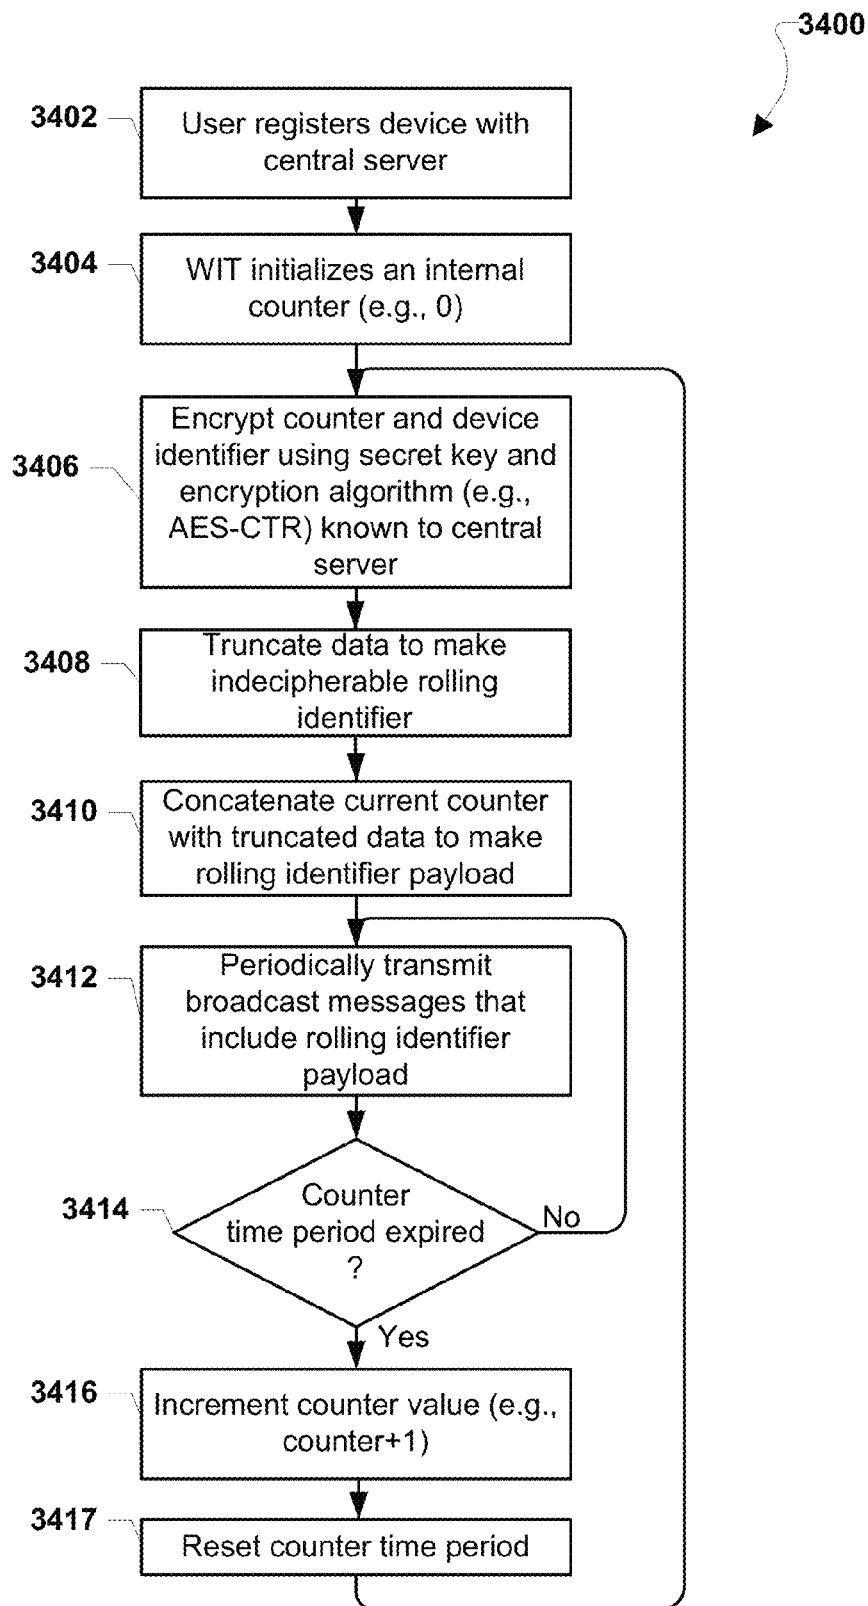 3400
3402
User registers device with
central server
3404
WIT initializes an internal
counter (e.g., 0)
3406
Encrypt counter and device
identifier using secret key and
encryption algorithm (e.g.,
AES-CTR) known to central
server
3408
Truncate data to make
indecipherable rolling
identifier
3410
Concatenate current counter
with truncated data to make
rolling identifier payload
3412
Periodically transmit
broadcast messages that
include rolling identifier
payload
3414
Counter
time period expired
?
No
Yes
3416
Increment counter value (e.g.,
counter+1)
3417
Reset counter time period